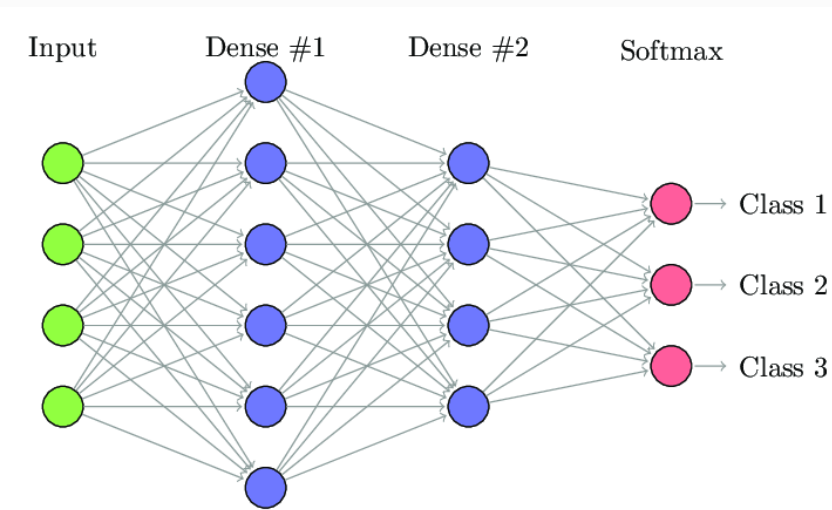 Input
Dense #1
Dense #2
Softmax
Class 1
Class 2
Class 3